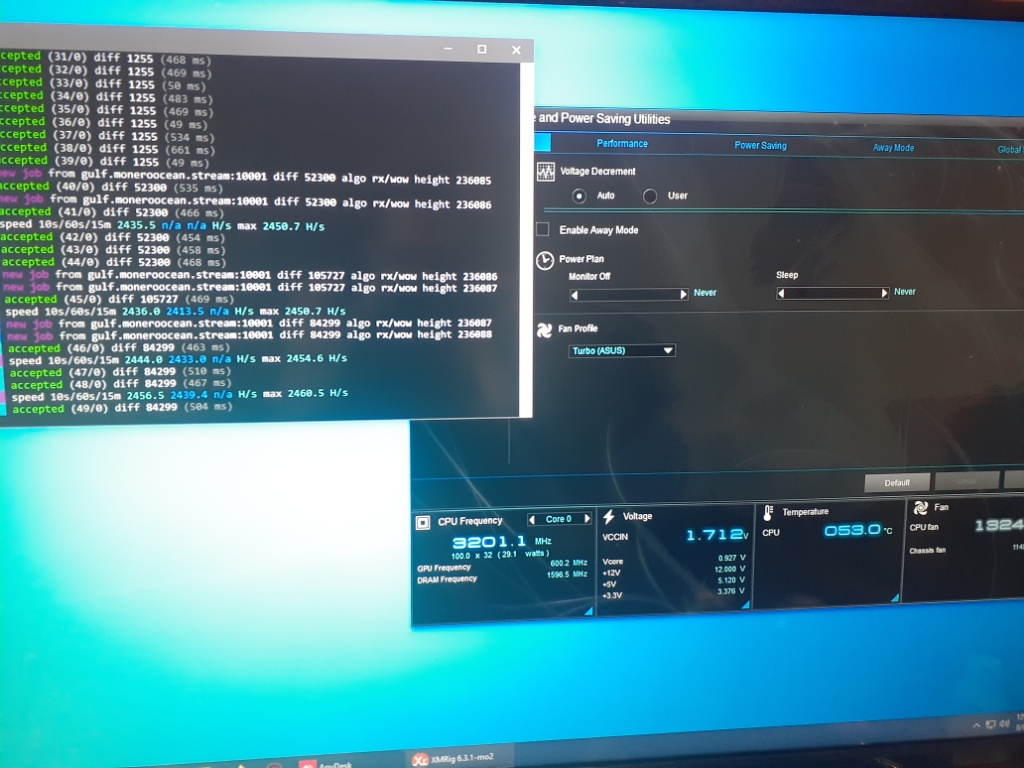 cepted (31/0) diff 1255 (468 ms)
cepted (32/0) diff 1255 (469 ms)
cepted (33/0) diff 1255 (50 ms)
cepted (34/0) diff 1255 (483 ms)
ccepted (35/0) diff 1255 (469 ms)
ccepted (36/0) diff 1255 (49 ms)
ccepted (37/0) diff 1255 (534 ms)
ccepted (38/0) diff 1255 (661 ms)
ccepted (39/0) diff 1255 (49 ms)
new job from gulf.moneroocean.stream:10001 diff 52300 algo rx/wow height 236085
accepted (40/0) diff 52300 (535 ms)
new job from gulf.moneroocean.stream:10001 diff 52300 algo rx/wow height 236086
accepted (41/0) diff 52300 (466 ms)
speed 10s/60s/15m 2435.5 n/a n/a H/s max 2450.7 H/s
accepted (42/0) diff 52300 (454 ms)
accepted (43/0) diff 52300 (458 ms)
accepted (44/0) diff 52300 (468 ms)
new job from gulf.moneroocean.stream:10001 diff 105727 algo rx/wow height 236086
new job from gulf.moneroocean.stream:10001 diff 105727 algo rx/wow height 236087
accepted (45/0) diff 105727 (469 ms)
speed 10s/60s/15m 2436.0 2413.5 n/a H/s max 2450.7 H/s
new job from gulf.moneroocean.stream:10001 diff 84299 algo rx/wow height 236087
new job from gulf.moneroocean.stream:10001 diff 84299 algo rx/wow height 236088
accepted (46/0) diff 84299 (463 ms)
speed 10s/60s/15m 2444.0 2433.0 n/a H/s max 2454.6 H/s
accepted (47/0) diff 84299 (510 ms)
accepted (48/0) diff 84299 (467 ms)
speed 10s/60s/15m 2456.5 2439.4 n/a H/s max 2460.5 H/s
accepted (49/0) diff 84299 (504 ms)
e and Power Saving Utilities
Performance Power Saving Away Mode Global
Voltage Decrement
Auto User
Enable Away Mode
Power Plan
Monitor Off Sleep
Never Never
Fan Profile
Turbo (ASUS)
Default
CPU Frequency Core 0
3201.1 MHz
100.0 x 32 (29.1 watts)
GPU Frequency 600.2 MHz
DRAM Frequency 1596.5 MHz
Voltage
VCCIN 1.712 V
Vcore 0.927 V
+12V 12.000 V
+5V 5.120 V
+3.3V 3.376 V
Temperature
CPU 053.0 °C
Fan
CPU fan 1324
Chassis fan
AnyDesk
XMRig 6.3.1-mo2